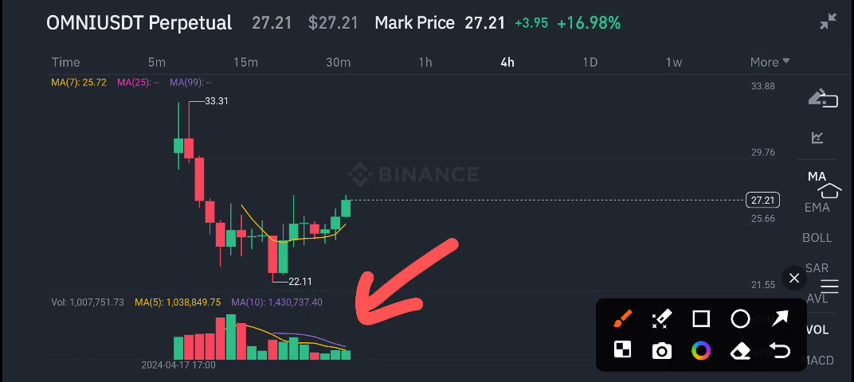 OMNIUSDT Perpetual 27.21 $27.21 Mark Price 27.21 +3.95 +16.98%
Time 5m 15m 30m 1h 4h 1D 1w More
MA(7): 25.72 MA(25): -- MA(99): --
33.88
33.31
29.76
BINANCE
MA
27.21
EMA
25.66
BOLL
SAR
22.11
21.55
AVL
Vol: 1,007,751.73 MA(5): 1,038,849.75 MA(10): 1,430,737.40
VOL
MACD
2024-04-17 17:00